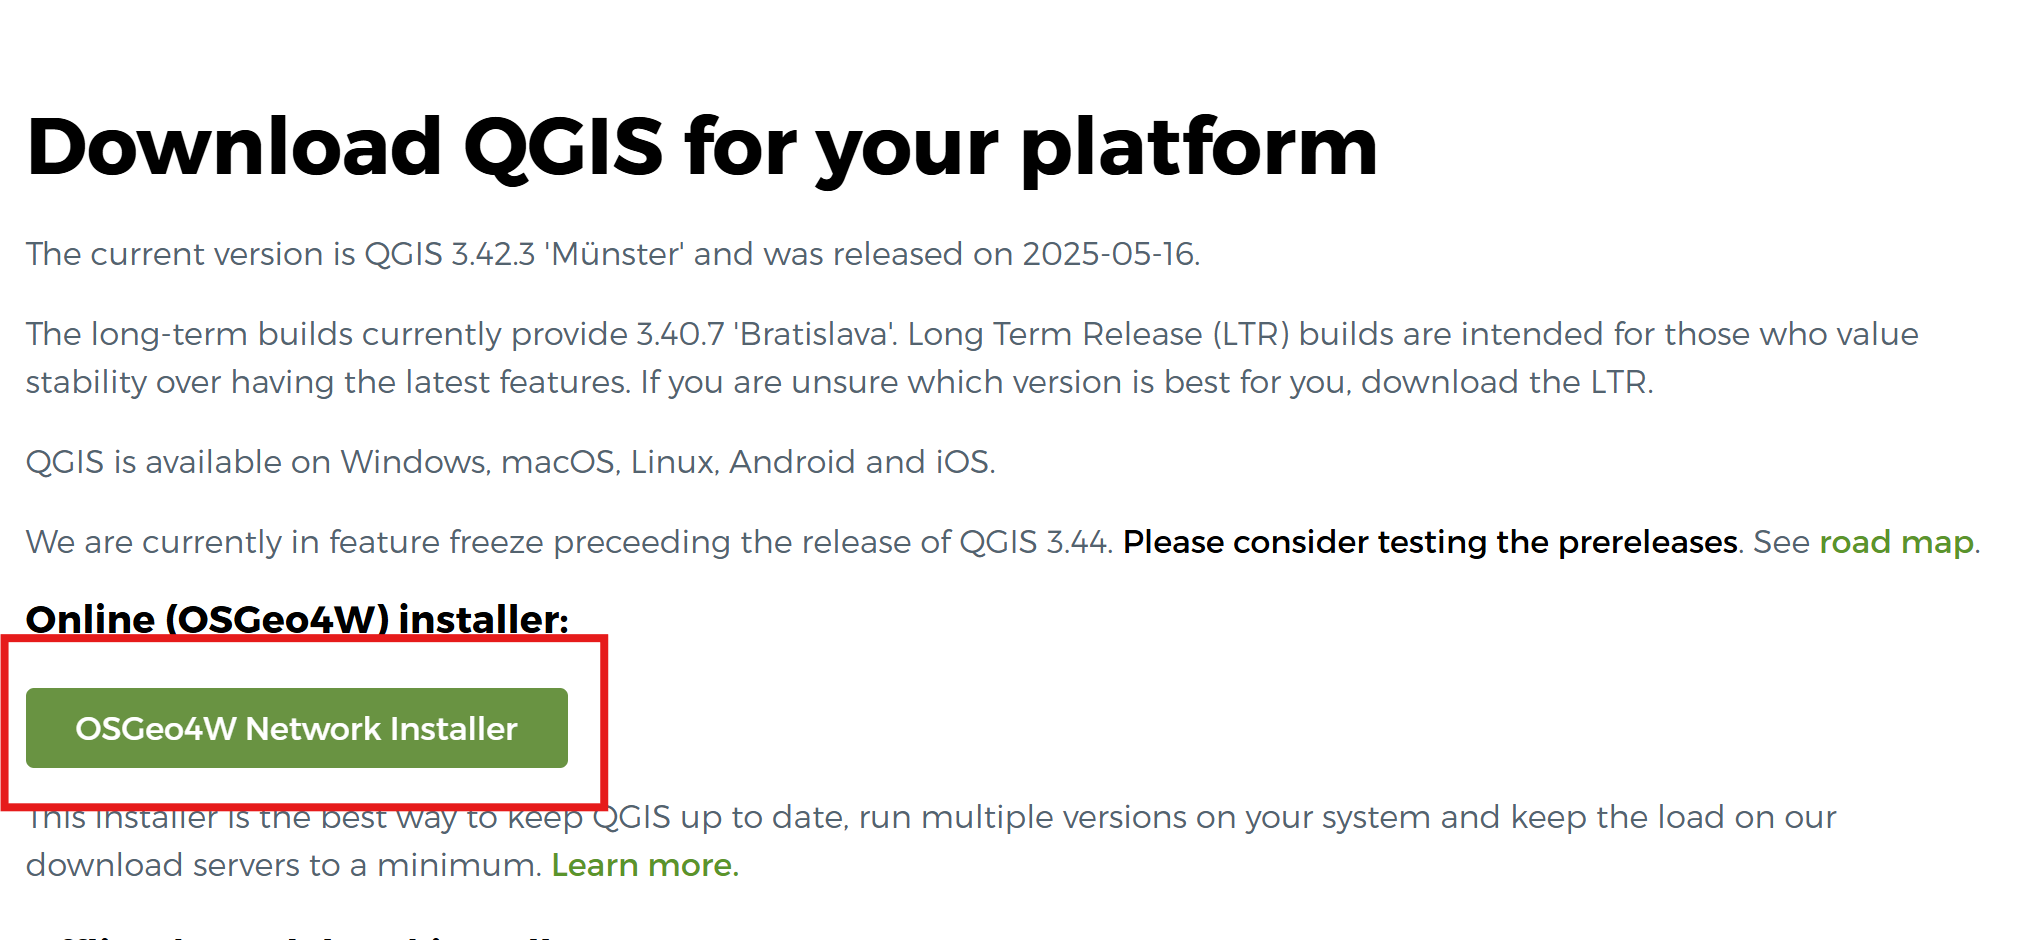 Download QGIS for your platform
The current version is QGIS 3.42.3 'Münster' and was released on 2025-05-16.
The long-term builds currently provide 3.40.7 'Bratislava'. Long Term Release (LTR) builds are intended for those who value
stability over having the latest features. If you are unsure which version is best for you, download the LTR.
QGIS is available on Windows, macOS, Linux, Android and iOS.
We are currently in feature freeze preceeding the release of QGIS 3.44. Please consider testing the prereleases. See road map.
Online (OSGeo4W) installer:
OSGeo4W Network Installer
This installer is the best way to keep QGIS up to date, run multiple versions on your system and keep the load on our
download servers to a minimum. Learn more.